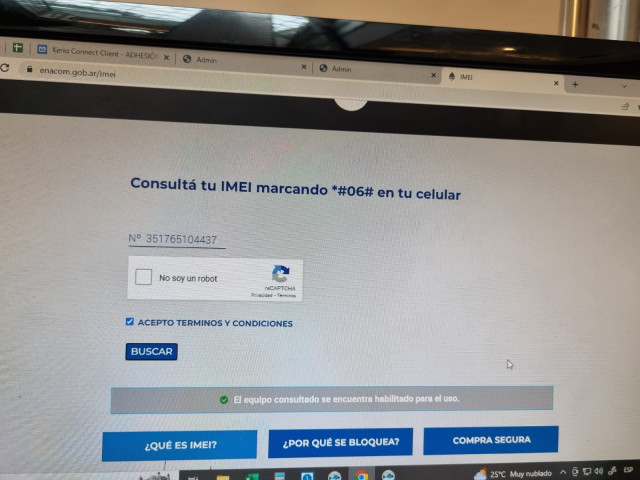 Kerio Connect Client - ADHESIÓ
Admin
Admin
IMEI
enacom.gob.ar/imei
Consultá tu IMEI marcando *#06# en tu celular
Nº 351765104437
No soy un robot
reCAPTCHA
Privacidad - Términos
ACEPTO TERMINOS Y CONDICIONES
BUSCAR
El equipo consultado se encuentra habilitado para el uso.
¿QUÉ ES IMEI?
¿POR QUÉ SE BLOQUEA?
COMPRA SEGURA
25°C Muy nublado
ESP